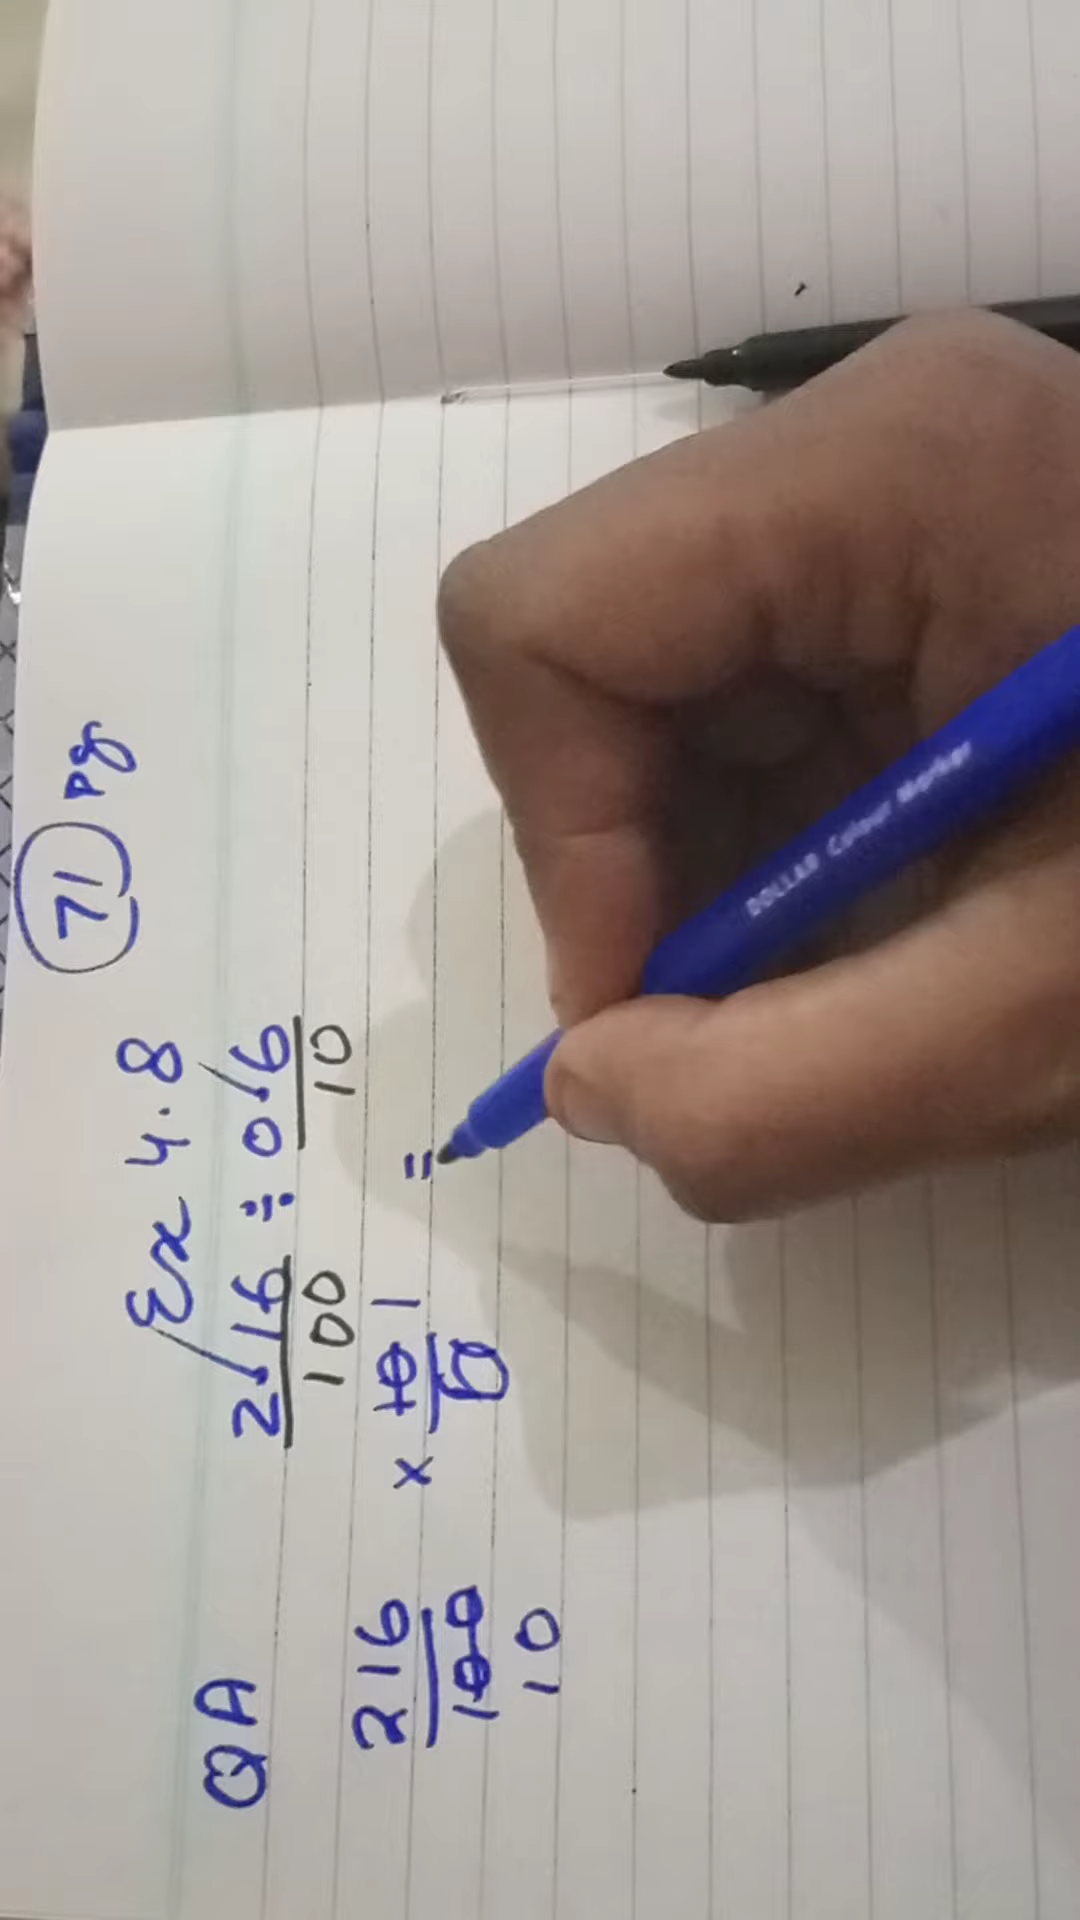 71 pg
Ex 4.8
QA 2.16 ÷ 0.6
100 10
216 × 10 1 =
100 6
10
DOLLAR Colour Marker